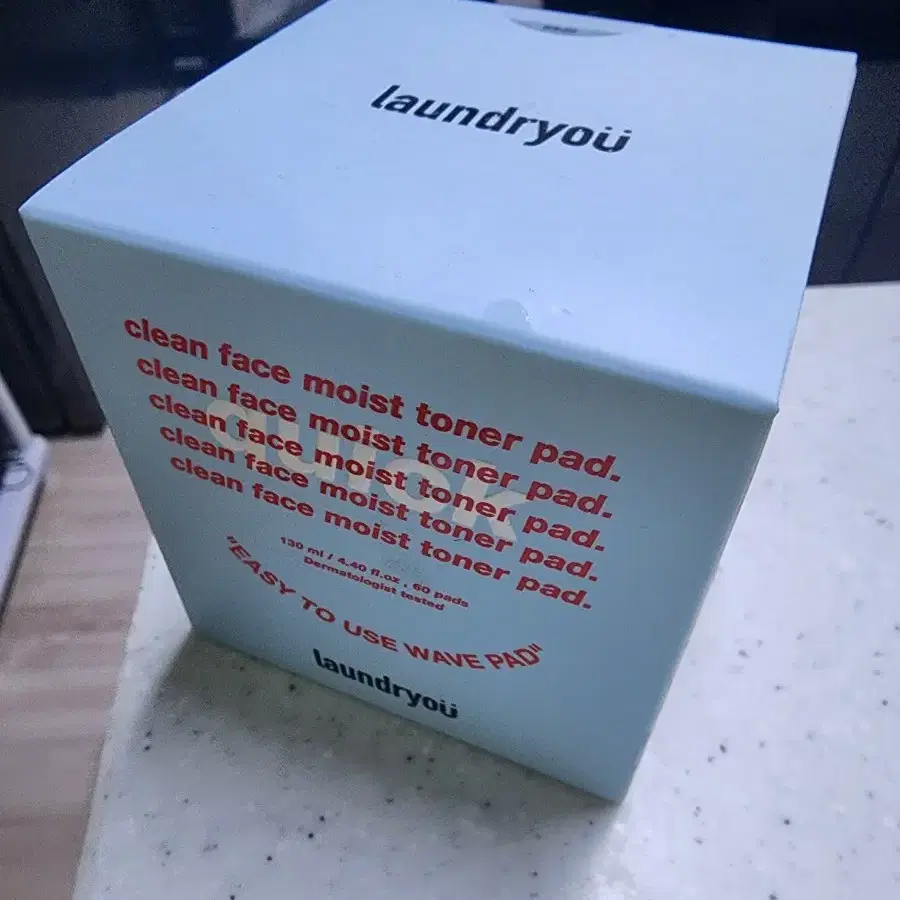 laundryoü
clean face moist toner pad.
clean face moist toner pad.
clean face moist toner pad.
clean face moist toner pad.
clean face moist toner pad.
quick
130 ml / 4.40 fl.oz , 60 pads
Dermatologist tested
"EASY TO USE WAVE PAD"
laundryoü